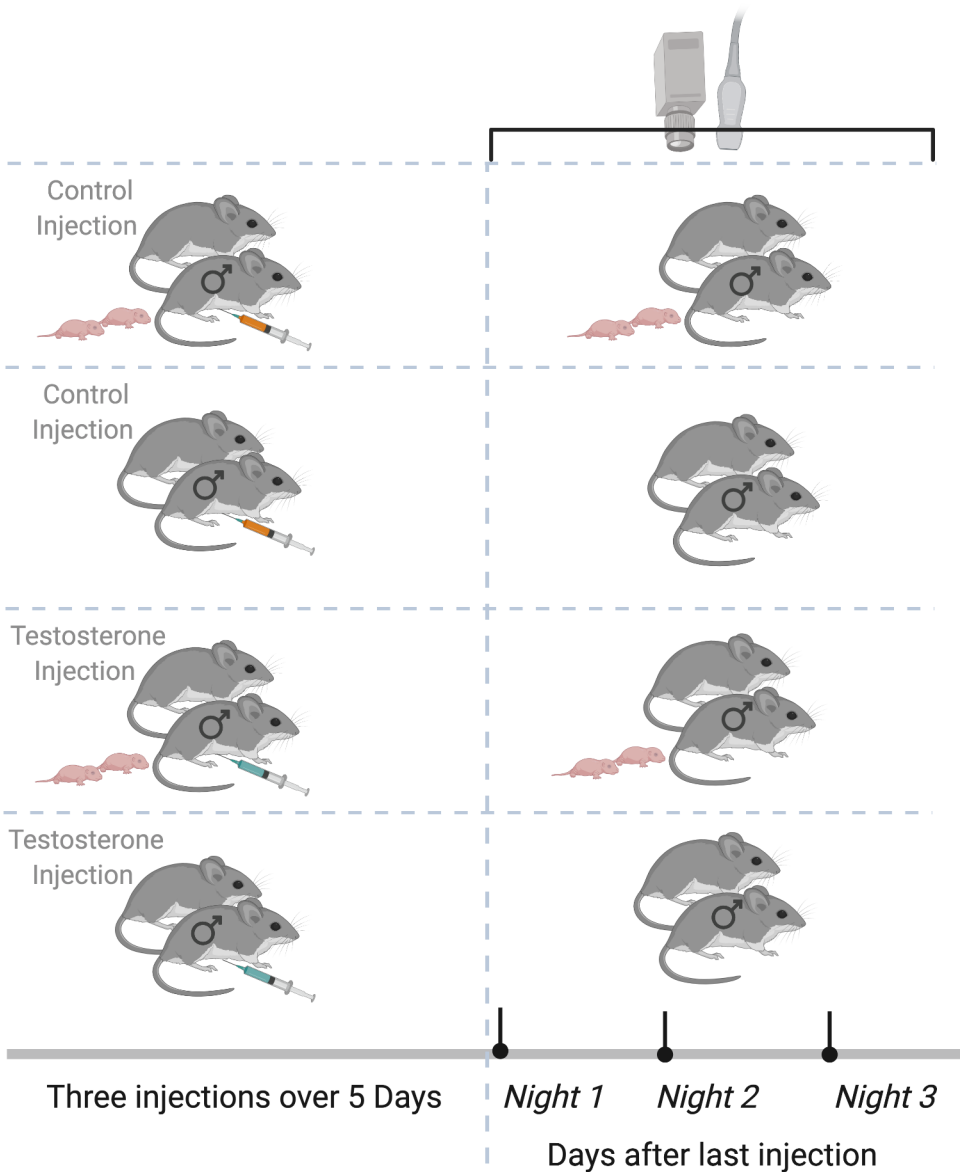 Control
Injection
Control
Injection
Testosterone
Injection
Testosterone
Injection
Three injections over 5 Days
Night 1
Night 2
Night 3
Days after last injection